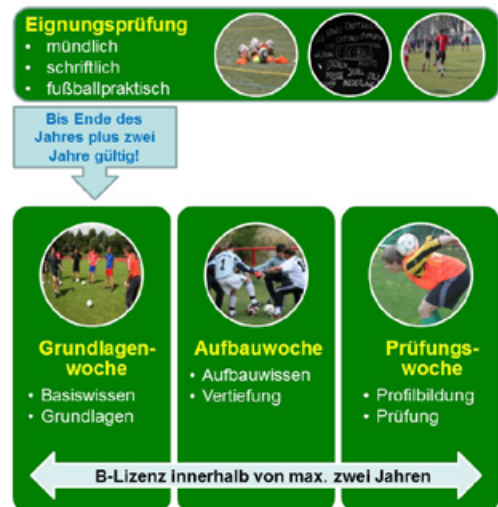 Eignungsprüfung
• mündlich
• schriftlich
• fußballpraktisch
Bis Ende des
Jahres plus zwei
Jahre gültig!
Grundlagen-
woche
• Basiswissen
• Grundlagen
Aufbauwoche
• Aufbauwissen
• Vertiefung
Prüfungs-
woche
• Profilbildung
• Prüfung
B-Lizenz innerhalb von max. zwei Jahren